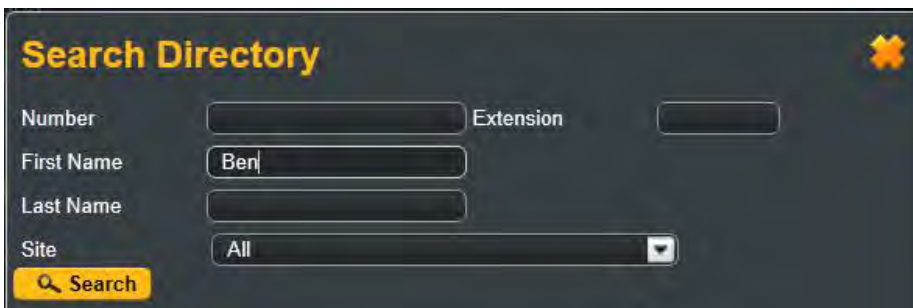 Search Directory
Number Extension
First Name Ben
Last Name
Site All
Search